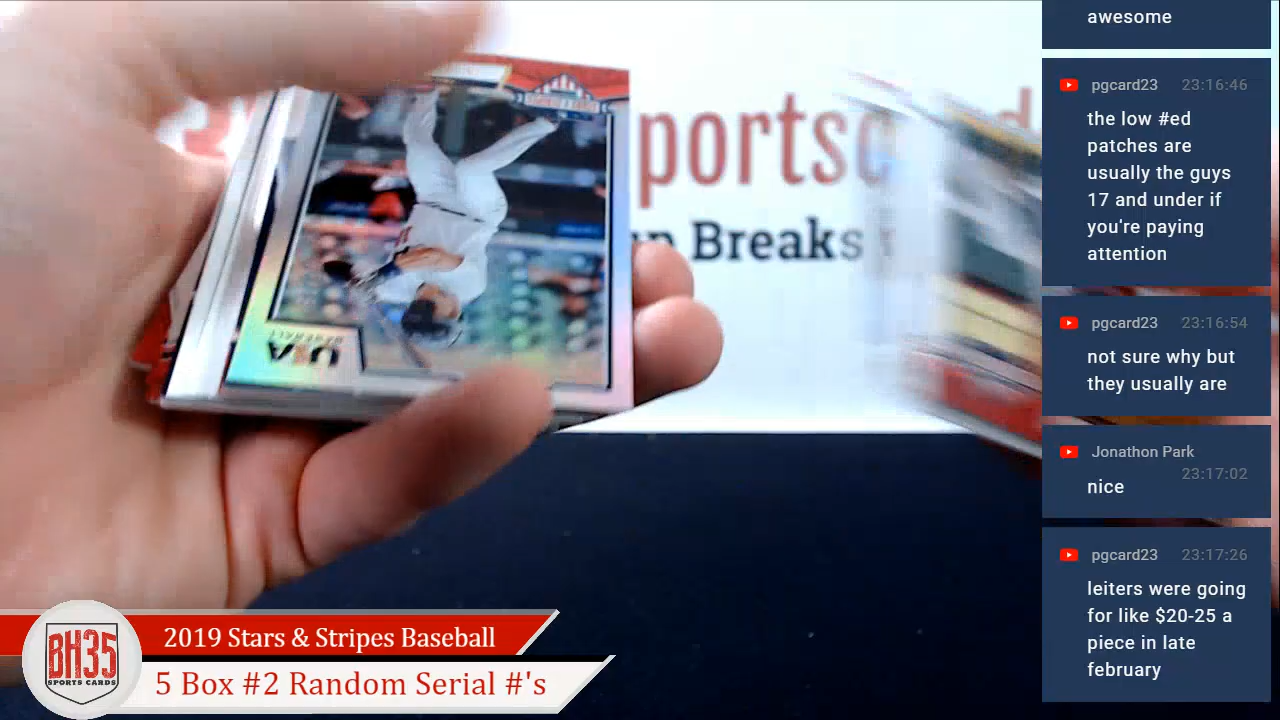 awesome
pgcard23 23:16:46
the low #ed
patches are
usually the guys
17 and under if
you're paying
attention
pgcard23 23:16:54
not sure why but
they usually are
Jonathon Park
23:17:02
nice
pgcard23 23:17:26
leiters were going
for like $20-25 a
piece in late
february
Breaks
USA
BASEBALL
BH35
SPORTS CARDS
2019 Stars & Stripes Baseball
5 Box #2 Random Serial #'s